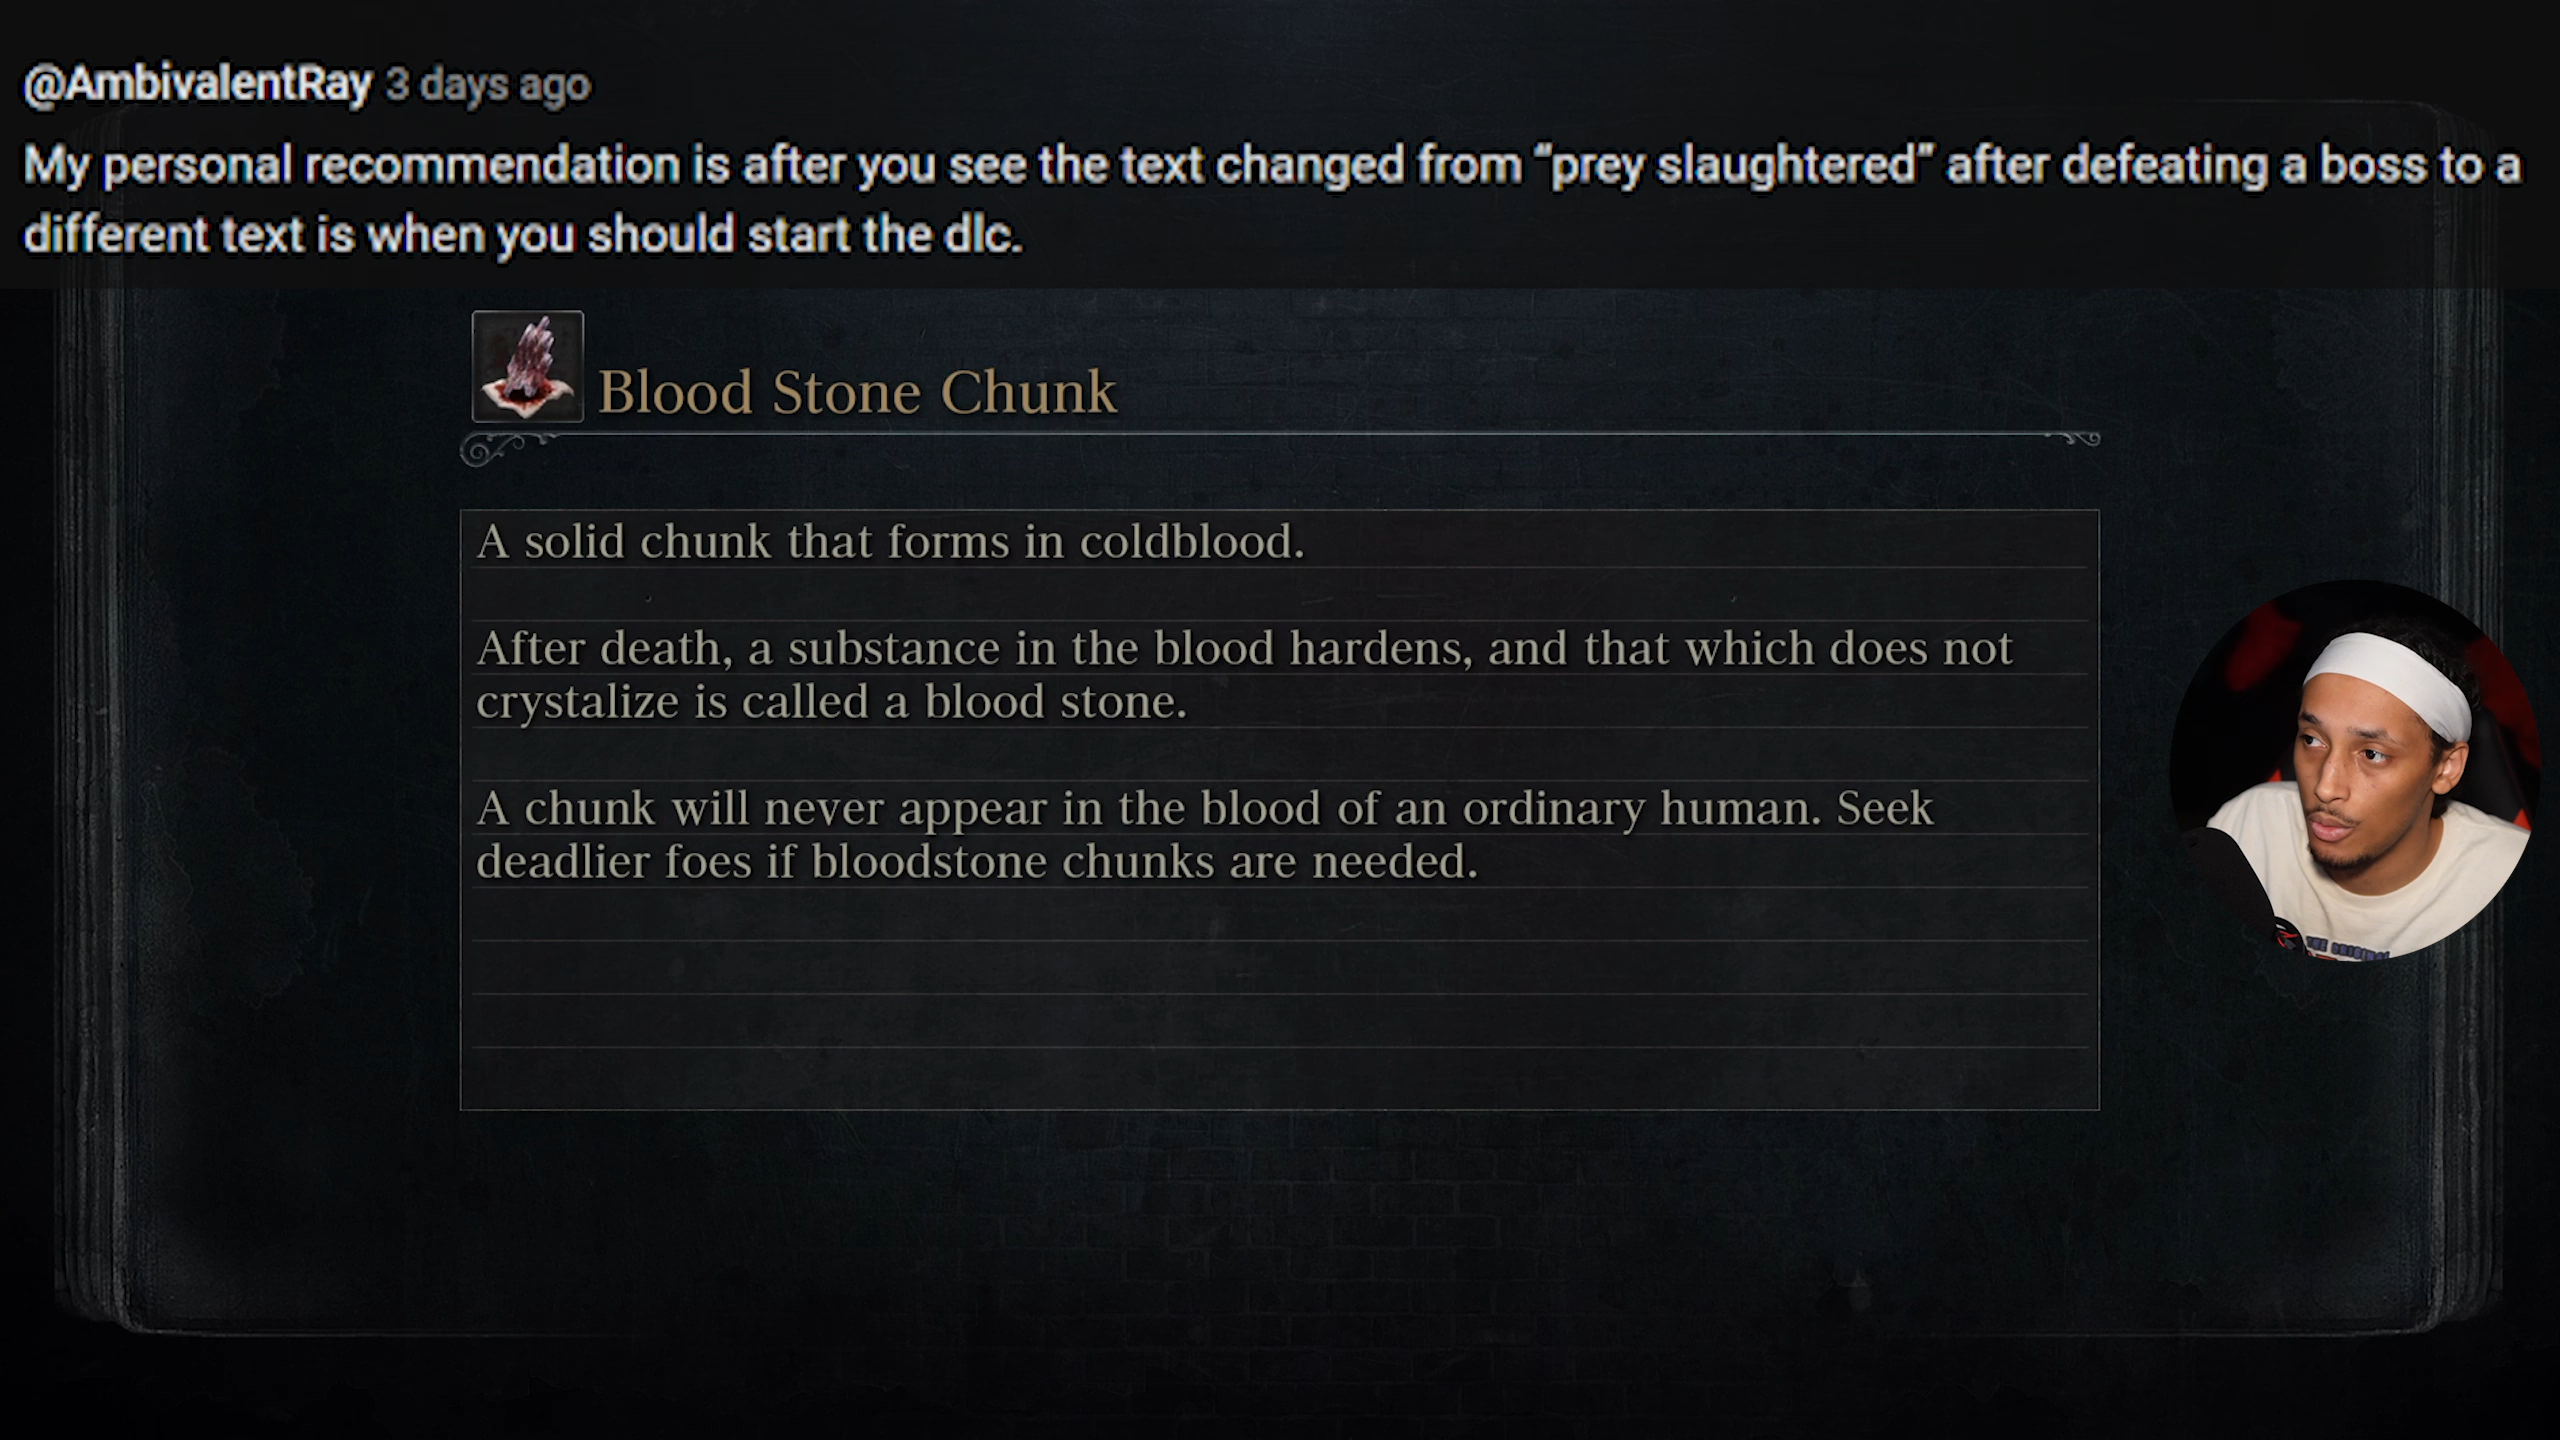 @AmbivalentRay 3 days ago
My personal recommendation is after you see the text changed from “prey slaughtered” after defeating a boss to a
different text is when you should start the dlc.
Blood Stone Chunk
A solid chunk that forms in coldblood.
After death, a substance in the blood hardens, and that which does not
crystalize is called a blood stone.
A chunk will never appear in the blood of an ordinary human. Seek
deadlier foes if bloodstone chunks are needed.
THE ORIGINAL